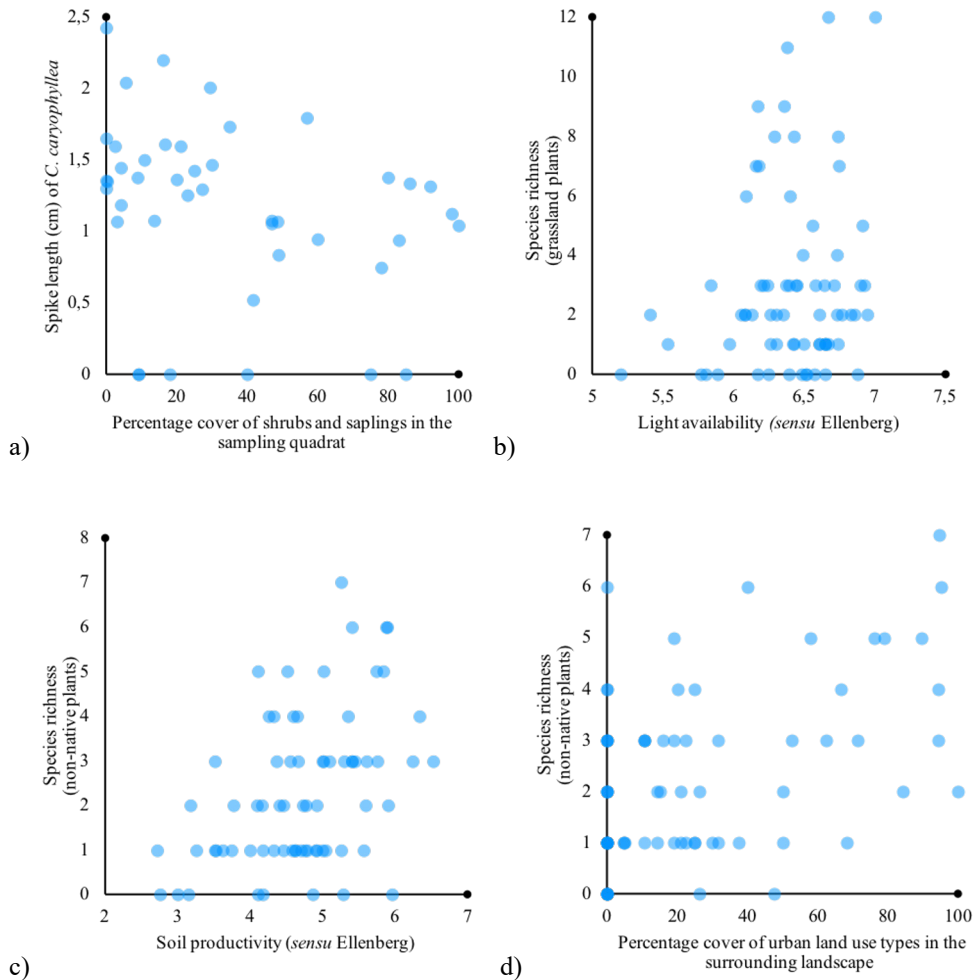 2,5
2
1,5
1
0,5
0
Spike length (cm) of C. caryophyllea
0 20 40 60 80 100
Percentage cover of shrubs and saplings in the
sampling quadrat
a)
12
10
8
6
4
2
0
Species richness
(grassland plants)
5 5,5 6 6,5 7 7,5
Light availability (sensu Ellenberg)
b)
8
7
6
5
4
3
2
1
0
Species richness
(non-native plants)
2 3 4 5 6 7
Soil productivity (sensu Ellenberg)
c)
7
6
5
4
3
2
1
0
Species richness
(non-native plants)
0 20 40 60 80 100
Percentage cover of urban land use types in the
surrounding landscape
d)